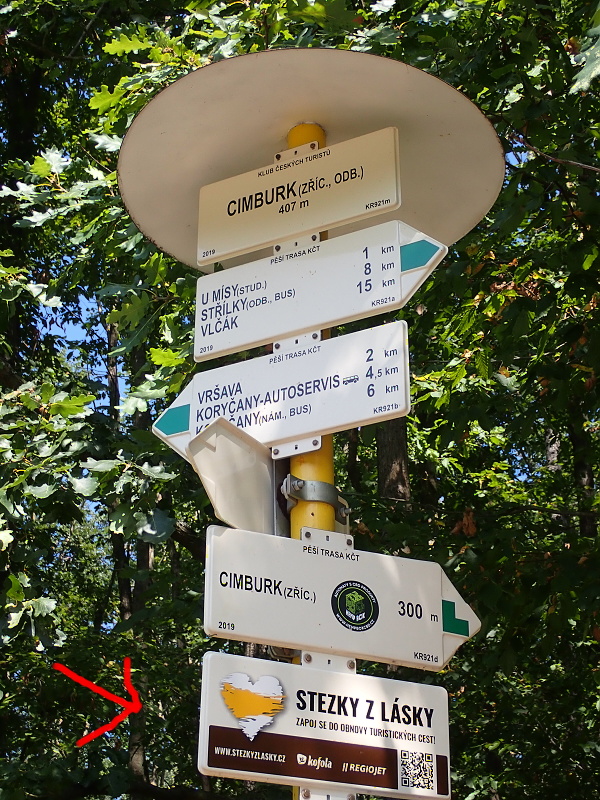 KLUB ČESKÝCH TURISTŮ
CIMBURK (ZŘÍC., ODB.)
407 m
2019 KR921m
PĚŠÍ TRASA KČT
U MÍSY (STUD.) 1 km
STŘÍLKY (ODB., BUS) 8 km
VLČÁK 15 km
2019 KR921a
PĚŠÍ TRASA KČT
VRŠAVA 2 km
KORYČANY-AUTOSERVIS 4,5 km
(NÁM., BUS) 6 km
KR921b
PĚŠÍ TRASA KČT
CIMBURK (ZŘÍC.) 300 m
2019 KR921d
STEZKY Z LÁSKY
ZAPOJ SE DO OBNOVY TURISTICKÝCH CEST!
WWW.STEZKYZLASKY.CZ kofola // REGIOJET